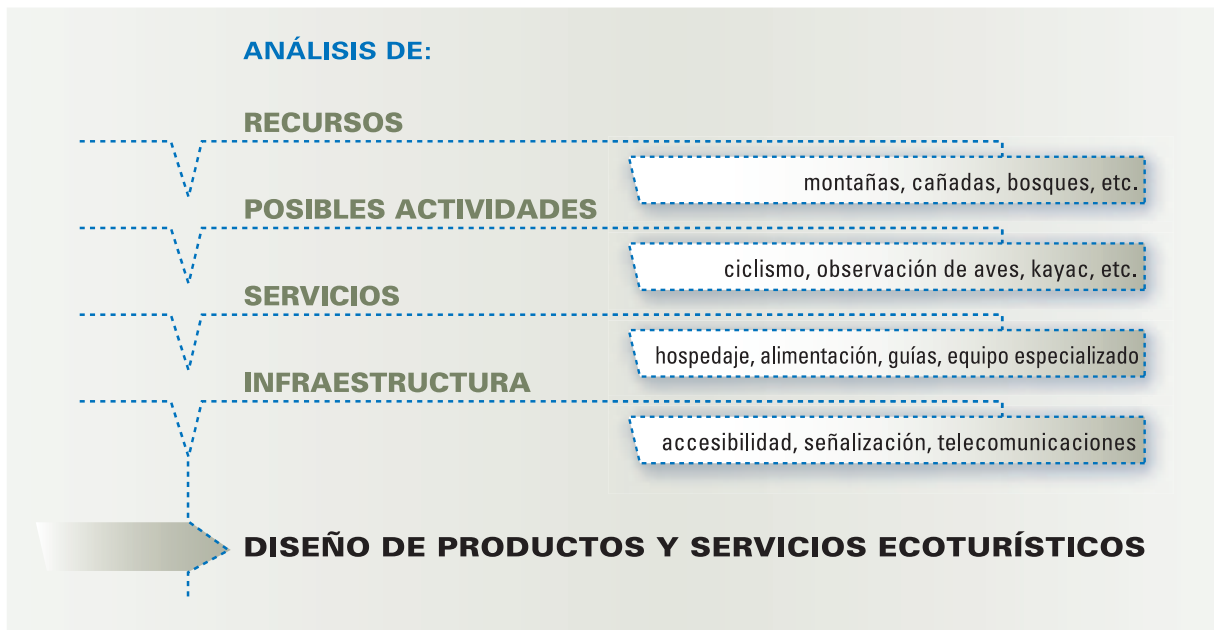 ANÁLISIS DE:
RECURSOS
montañas, cañadas, bosques, etc.
POSIBLES ACTIVIDADES
ciclismo, observación de aves, kayac, etc.
SERVICIOS
hospedaje, alimentación, guías, equipo especializado
INFRAESTRUCTURA
accesibilidad, señalización, telecomunicaciones
DISEÑO DE PRODUCTOS Y SERVICIOS ECOTURÍSTICOS